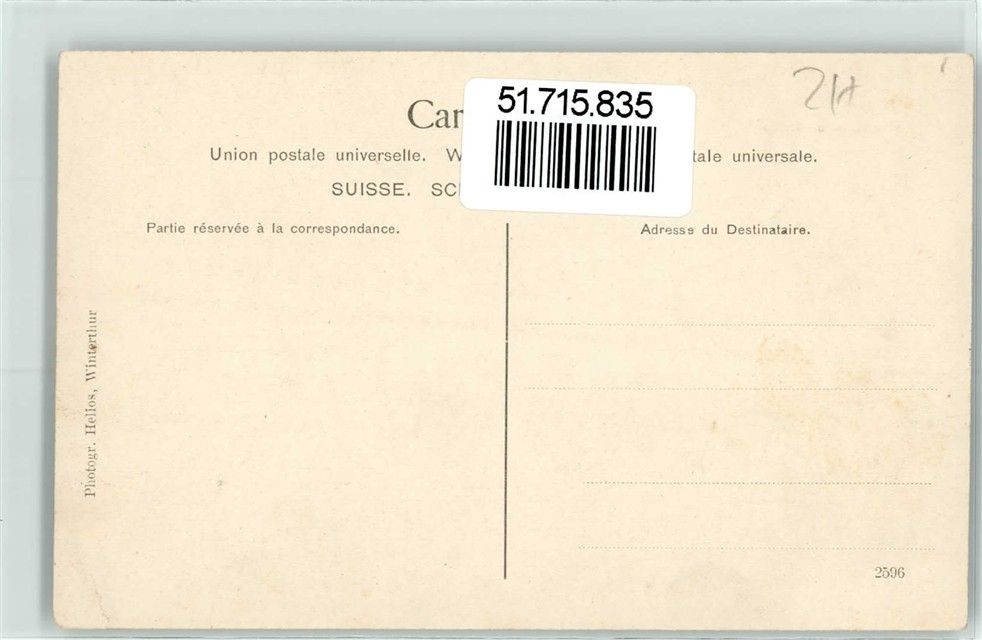 51.715.835
Car
Union postale universelle. W tale universale.
SUISSE. SC
Partie réservée à la correspondance.
Adresse du Destinataire.
Photogr. Helios, Winterthur
2596